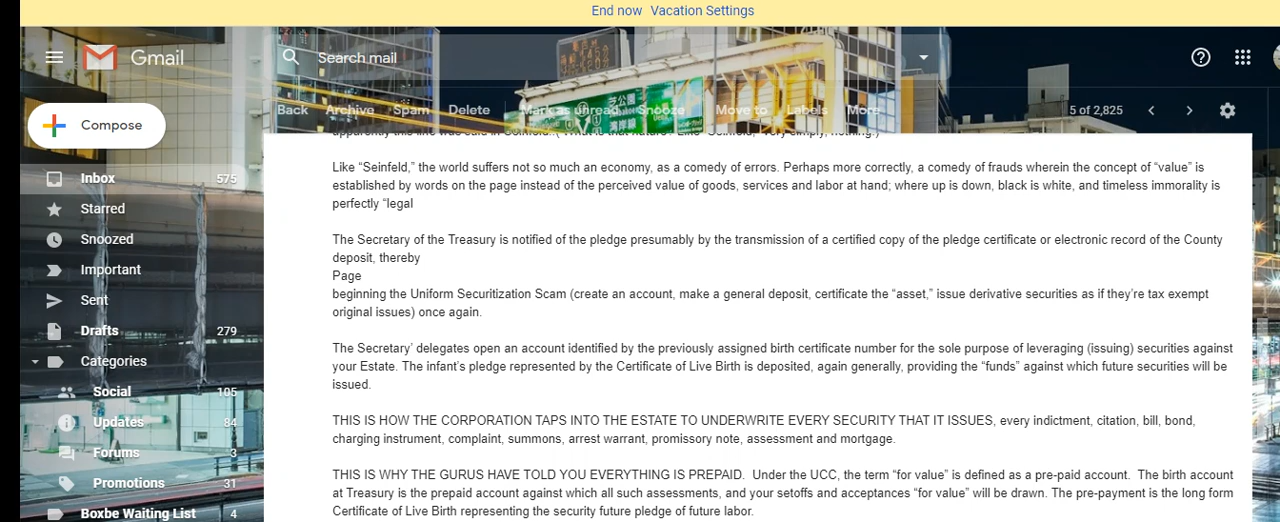 End now Vacation Settings
Gmail
Search mail
Compose
Back Archive Spam Delete Mark as unread Snooze Move to Labels More 5 of 2,825
Inbox 575
Starred
Snoozed
Important
Sent
Drafts 279
Categories
Social 105
Updates 84
Forums 3
Promotions 31
Boxbe Waiting List 4
芝公園
湾岸線
Like “Seinfeld,” the world suffers not so much an economy, as a comedy of errors. Perhaps more correctly, a comedy of frauds wherein the concept of “value” is
established by words on the page instead of the perceived value of goods, services and labor at hand; where up is down, black is white, and timeless immorality is
perfectly “legal
The Secretary of the Treasury is notified of the pledge presumably by the transmission of a certified copy of the pledge certificate or electronic record of the County
deposit, thereby
Page
beginning the Uniform Securitization Scam (create an account, make a general deposit, certificate the “asset,” issue derivative securities as if they’re tax exempt
original issues) once again.
The Secretary’ delegates open an account identified by the previously assigned birth certificate number for the sole purpose of leveraging (issuing) securities against
your Estate. The infant’s pledge represented by the Certificate of Live Birth is deposited, again generally, providing the “funds” against which future securities will be
issued.
THIS IS HOW THE CORPORATION TAPS INTO THE ESTATE TO UNDERWRITE EVERY SECURITY THAT IT ISSUES, every indictment, citation, bill, bond,
charging instrument, complaint, summons, arrest warrant, promissory note, assessment and mortgage.
THIS IS WHY THE GURUS HAVE TOLD YOU EVERYTHING IS PREPAID. Under the UCC, the term “for value” is defined as a pre-paid account. The birth account
at Treasury is the prepaid account against which all such assessments, and your setoffs and acceptances “for value” will be drawn. The pre-payment is the long form
Certificate of Live Birth representing the security future pledge of future labor.